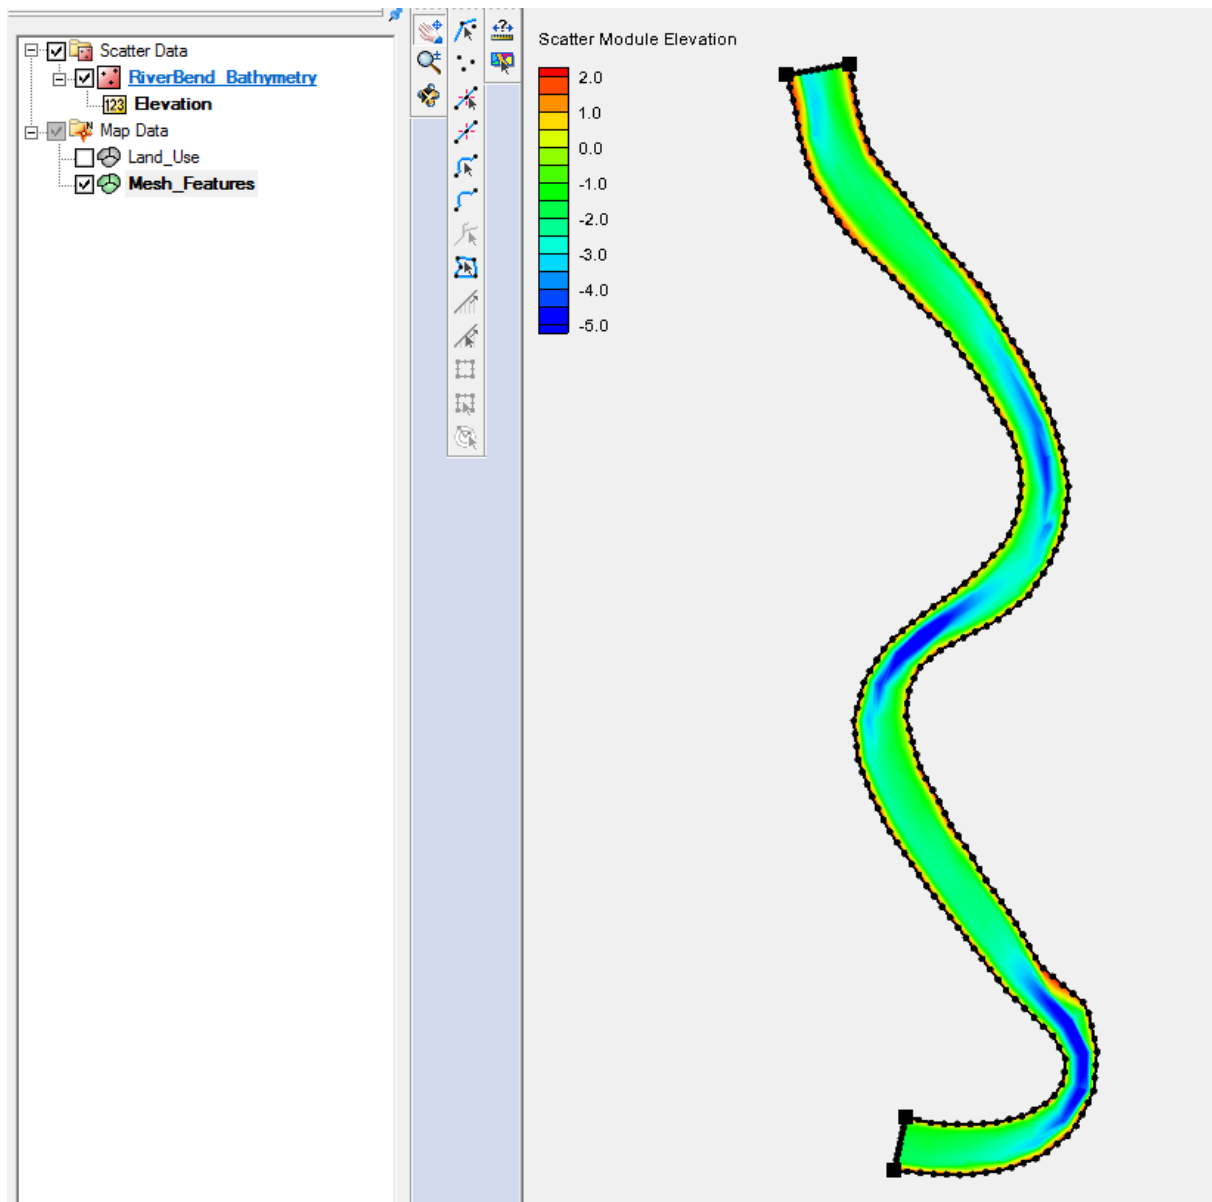 Scatter Data
RiverBend_Bathymetry
123 Elevation
Map Data
Land_Use
Mesh_Features
Scatter Module Elevation
2.0
1.0
0.0
-1.0
-2.0
-3.0
-4.0
-5.0